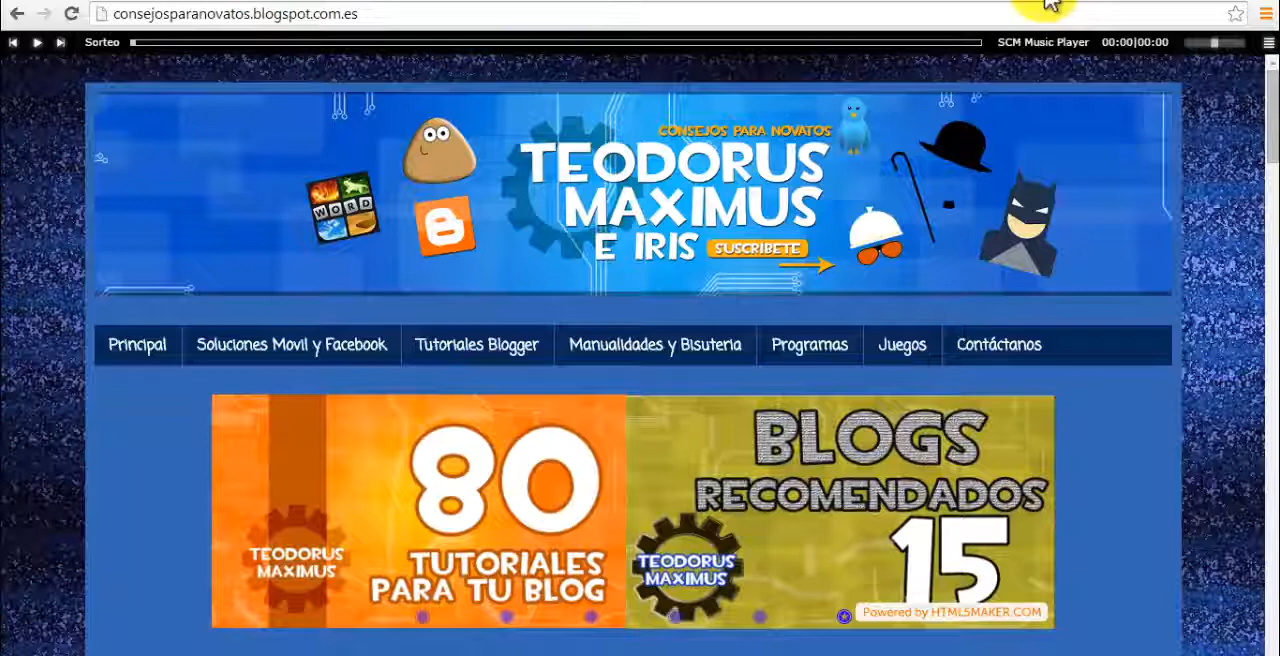 consejosparanovatos.blogspot.com.es
Sorteo
SCM Music Player
00:00|00:00
CONSEJOS PARA NOVATOS
TEODORUS
MAXIMUS
E IRIS
SUSCRIBETE
WORD
Principal
Soluciones Movil y Facebook
Tutoriales Blogger
Manualidades y Bisuteria
Programas
Juegos
Contáctanos
80
TUTORIALES
PARA TU BLOG
TEODORUS
MAXIMUS
BLOGS
RECOMENDADOS
15
TEODORUS
MAXIMUS
Powered by HTML5MAKER.COM